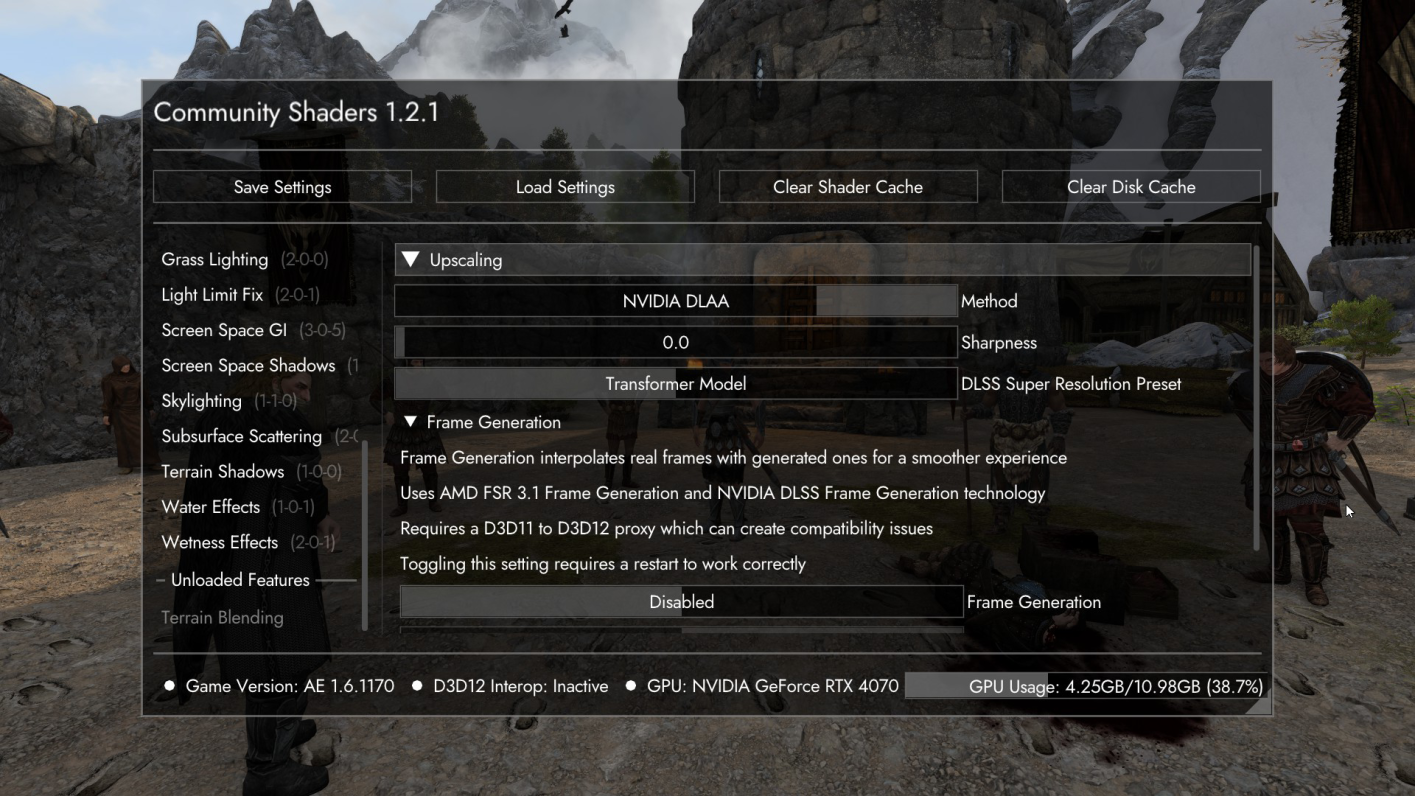 Community Shaders 1.2.1
Save Settings
Load Settings
Clear Shader Cache
Clear Disk Cache
Grass Lighting (2-0-0)
Light Limit Fix (2-0-1)
Screen Space GI (3-0-5)
Screen Space Shadows (1
Skylighting (1-1-0)
Subsurface Scattering (2-0
Terrain Shadows (1-0-0)
Water Effects (1-0-1)
Wetness Effects (2-0-1)
Unloaded Features
Terrain Blending
Upscaling
NVIDIA DLAA Method
0.0 Sharpness
Transformer Model DLSS Super Resolution Preset
Frame Generation
Frame Generation interpolates real frames with generated ones for a smoother experience
Uses AMD FSR 3.1 Frame Generation and NVIDIA DLSS Frame Generation technology
Requires a D3D11 to D3D12 proxy which can create compatibility issues
Toggling this setting requires a restart to work correctly
Disabled Frame Generation
Game Version: AE 1.6.1170
D3D12 Interop: Inactive
GPU: NVIDIA GeForce RTX 4070
GPU Usage: 4.25GB/10.98GB (38.7%)